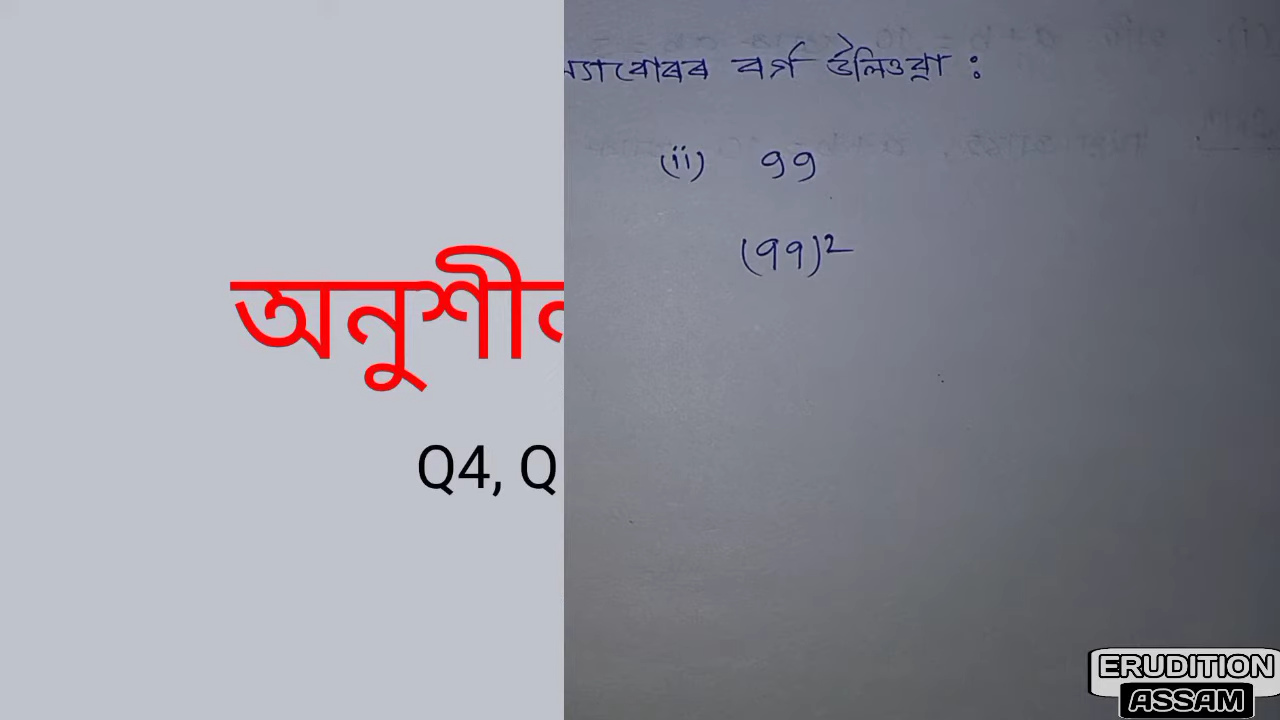 অনুশীল
Q4, Q
ন্যাবোৰৰ বৰ্গ উলিওৱা :
(ii) 99
(99)²
ERUDITION
ASSAM